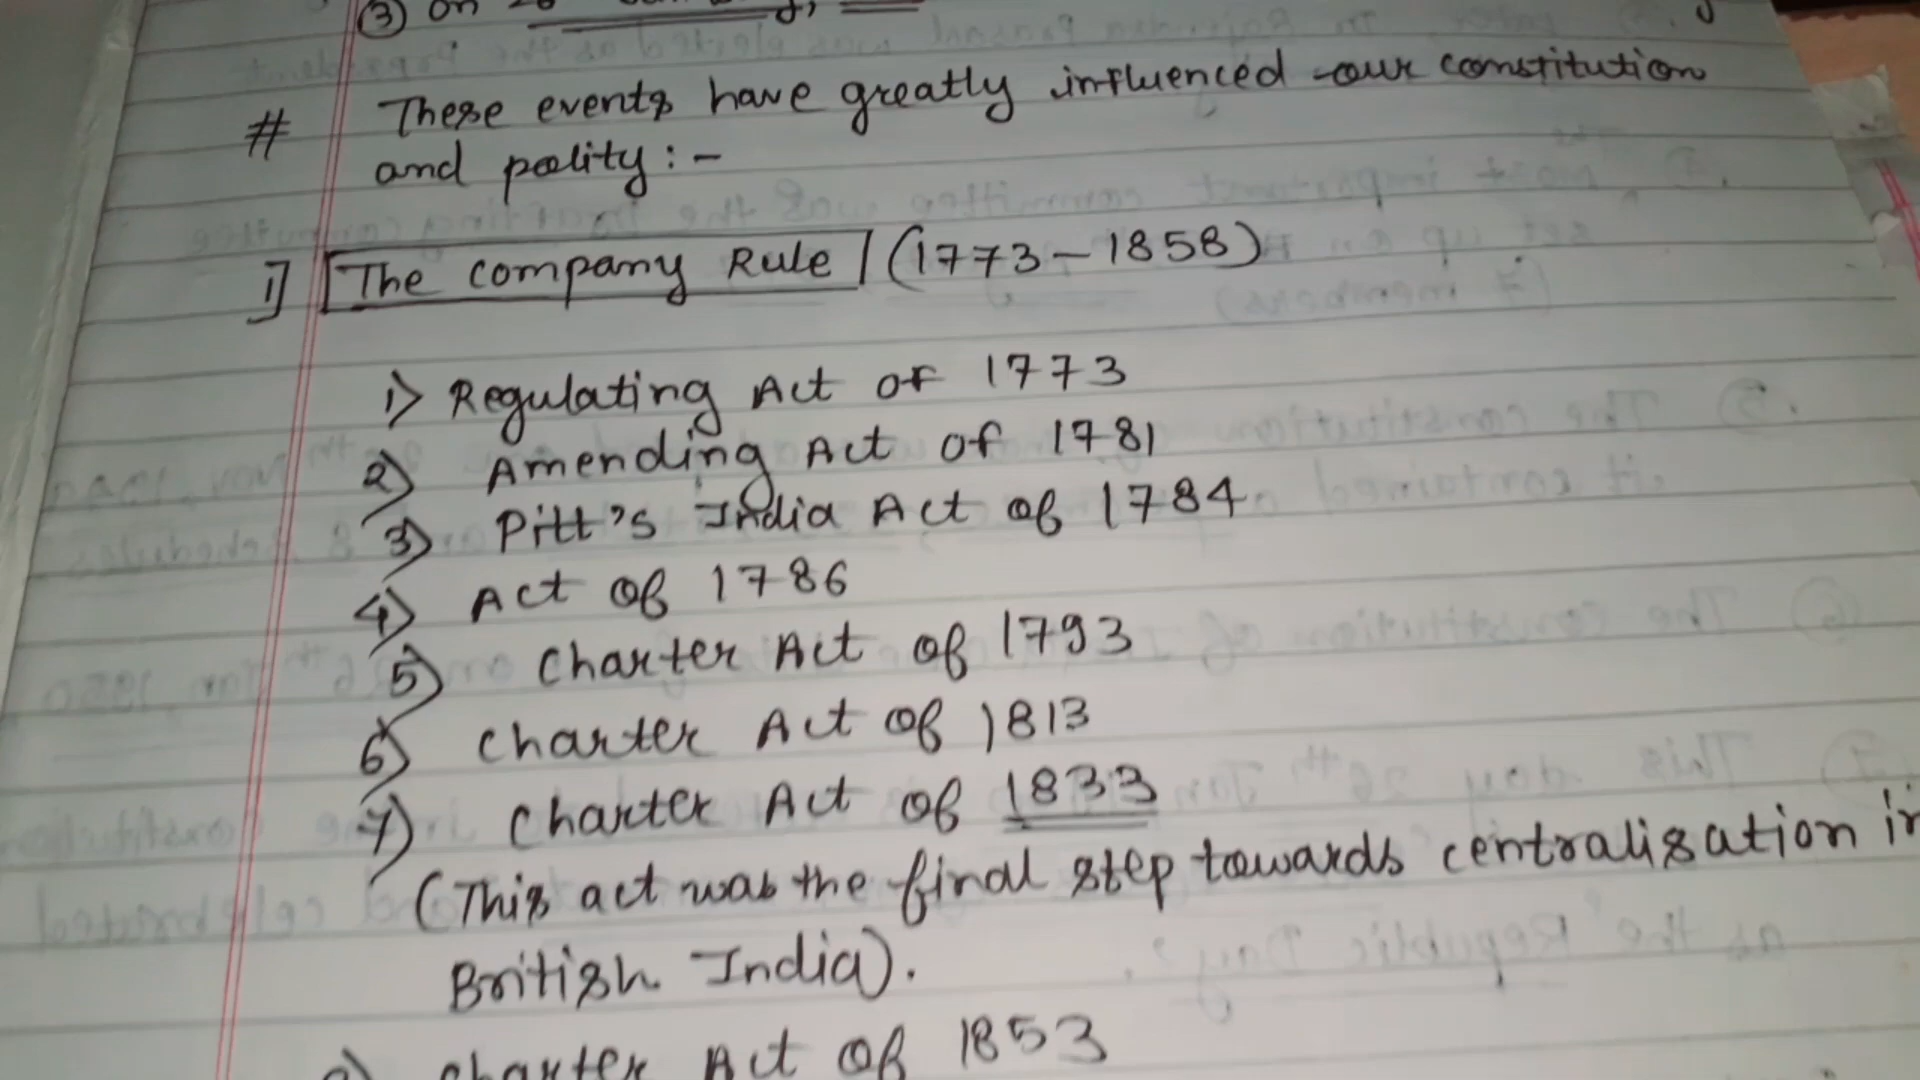 ③ on
# These events have greatly influenced our constitution
and polity:-
1] The Company Rule (1773-1858)
1) Regulating Act of 1773
2) Amending Act of 1781
3) Pitt's India Act of 1784
4) Act of 1786
5) Charter Act of 1793
6) Charter Act of 1813
7) Charter Act of 1833
(This act was the final step towards centralisation in
British India).
Charter Act of 1853